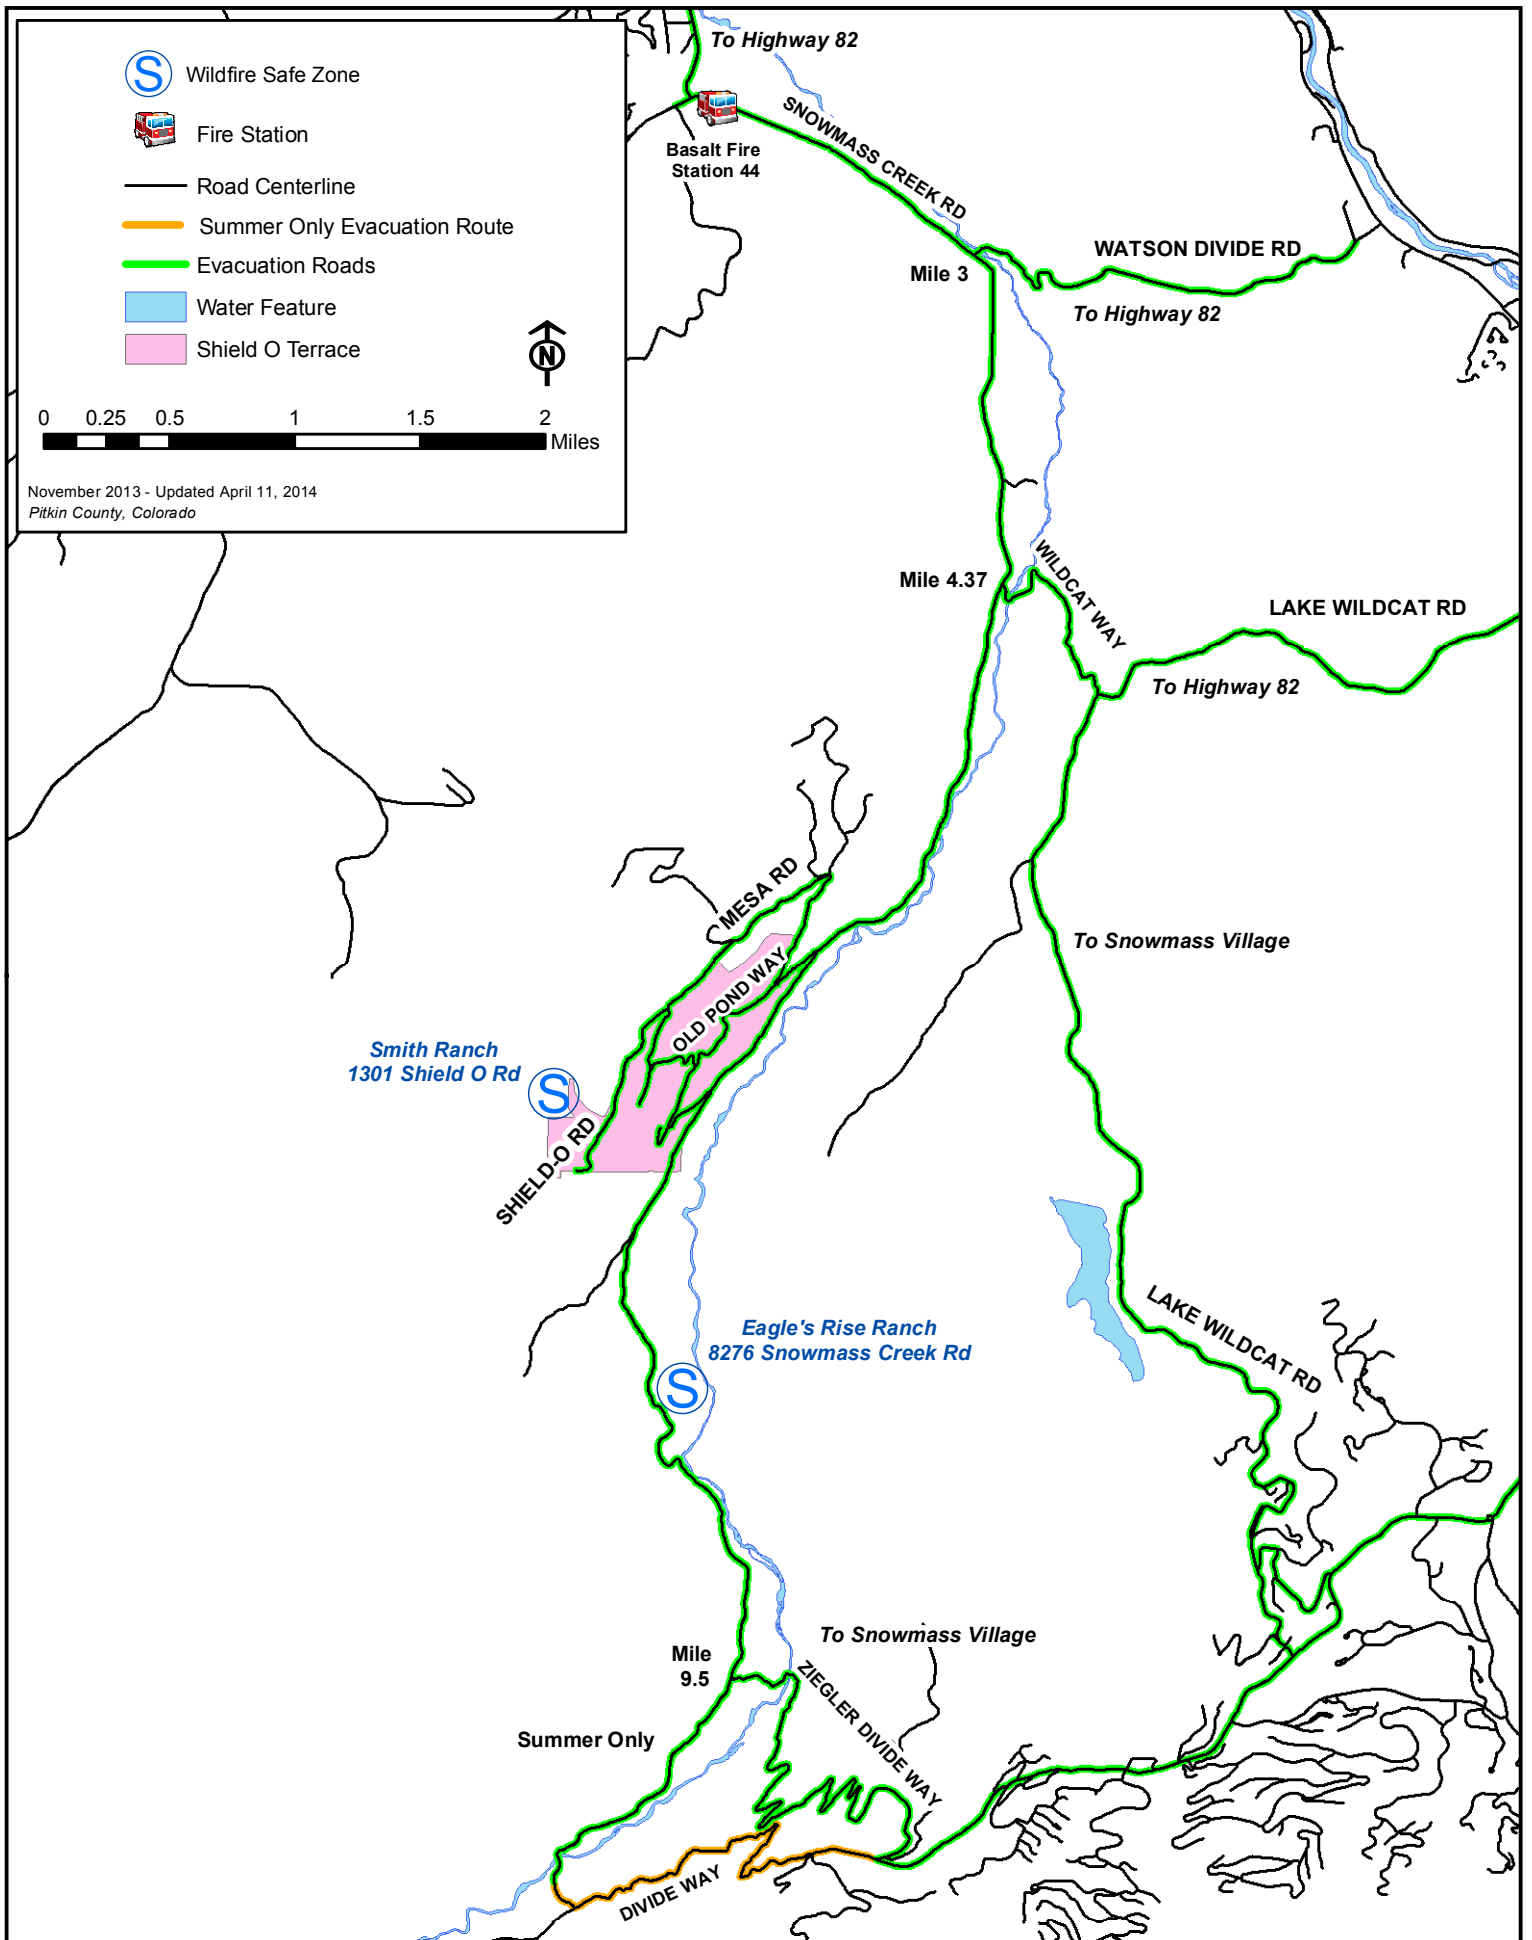 S Wildfire Safe Zone
Fire Station
Road Centerline
Summer Only Evacuation Route
Evacuation Roads
Water Feature
Shield O Terrace
N
0 0.25 0.5 1 1.5 2
Miles
November 2013 - Updated April 11, 2014
Pitkin County, Colorado
To Highway 82
SNOWMASS CREEK RD
Basalt Fire
Station 44
WATSON DIVIDE RD
Mile 3
To Highway 82
WILDCAT WAY
Mile 4.37
LAKE WILDCAT RD
To Highway 82
MESA RD
To Snowmass Village
OLD POND WAY
Smith Ranch
1301 Shield O Rd
S
SHIELD-O RD
LAKE WILDCAT RD
Eagle's Rise Ranch
8276 Snowmass Creek Rd
S
To Snowmass Village
Mile
9.5
ZIEGLER DIVIDE WAY
Summer Only
DIVIDE WAY